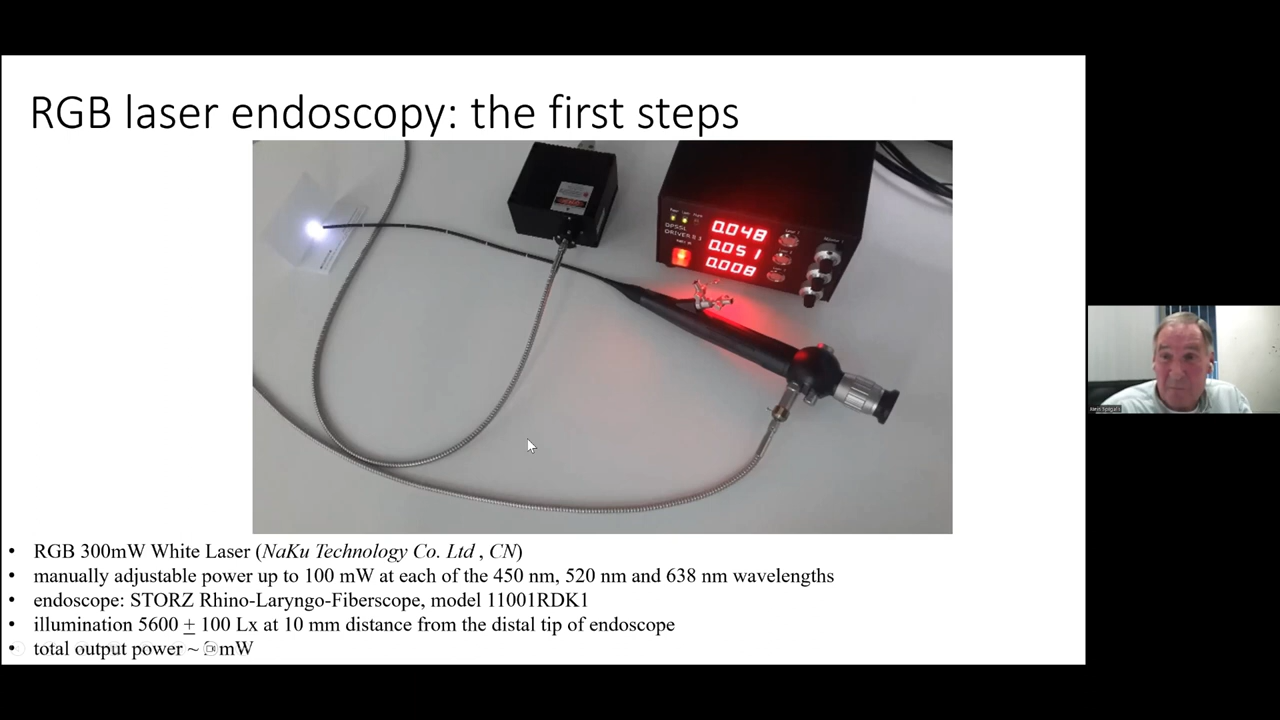 RGB laser endoscopy: the first steps
DPSSL
DRIVER
0.048
0.051
0.008
• RGB 300mW White Laser (NaKu Technology Co. Ltd , CN)
• manually adjustable power up to 100 mW at each of the 450 nm, 520 nm and 638 nm wavelengths
• endoscope: STORZ Rhino-Laryngo-Fiberscope, model 11001RDK1
• illumination 5600 ± 100 Lx at 10 mm distance from the distal tip of endoscope
• total output power ~ mW